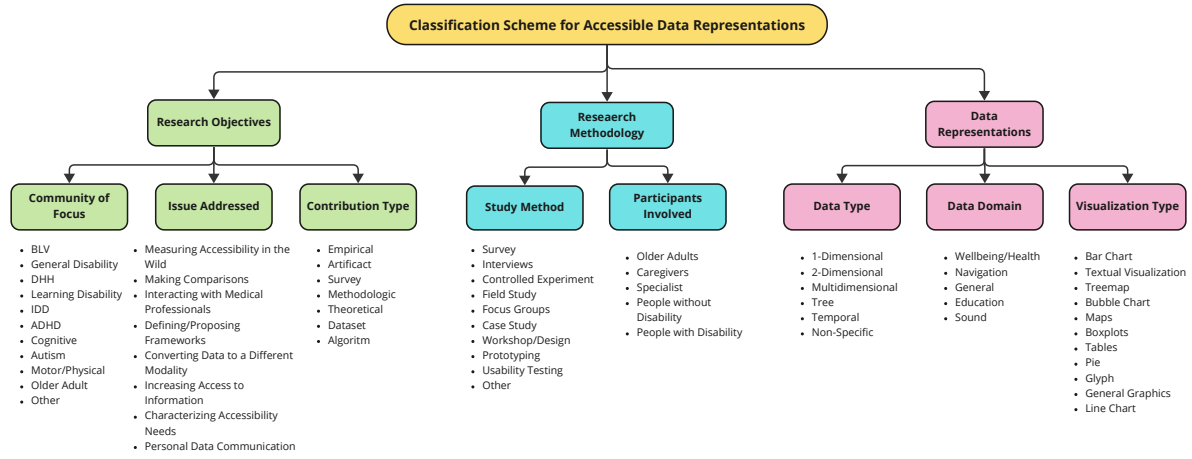 Classification Scheme for Accessible Data Representations
Research Objectives
Reseaerch
Methodology
Data
Representations
Community of
Focus
Issue Addressed
Contribution Type
Study Method
Participants
Involved
Data Type
Data Domain
Visualization Type
• BLV
• General Disability
• DHH
• Learning Disability
• IDD
• ADHD
• Cognitive
• Autism
• Motor/Physical
• Older Adult
• Other
• Measuring Accessibility in the
Wild
• Making Comparisons
• Interacting with Medical
Professionals
• Defining/Proposing
Frameworks
• Converting Data to a Different
Modality
• Increasing Access to
Information
• Characterizing Accessibility
Needs
• Personal Data Communication
• Empirical
• Artificact
• Survey
• Methodologic
• Theoretical
• Dataset
• Algoritm
• Survey
• Interviews
• Controlled Experiment
• Field Study
• Focus Groups
• Case Study
• Workshop/Design
• Prototyping
• Usability Testing
• Other
• Older Adults
• Caregivers
• Specialist
• People without
Disability
• People with Disability
• 1-Dimensional
• 2-Dimensional
• Multidimensional
• Tree
• Temporal
• Non-Specific
• Wellbeing/Health
• Navigation
• General
• Education
• Sound
• Bar Chart
• Textual Visualization
• Treemap
• Bubble Chart
• Maps
• Boxplots
• Tables
• Pie
• Glyph
• General Graphics
• Line Chart